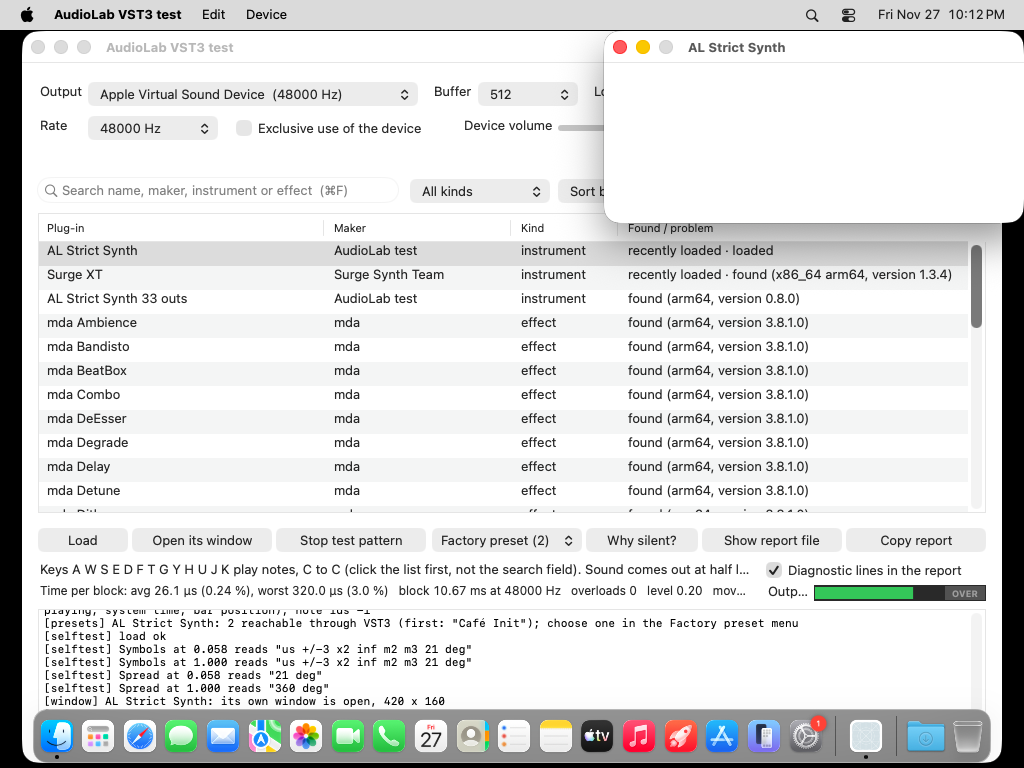 AudioLab VST3 test Edit Device Fri Nov 27 10:12 PM
AudioLab VST3 test
AL Strict Synth
Output Apple Virtual Sound Device (48000 Hz) Buffer 512
Rate 48000 Hz Exclusive use of the device Device volume
Search name, maker, instrument or effect (⌘F) All kinds Sort
Plug-in Maker Kind Found / problem
AL Strict Synth AudioLab test instrument recently loaded · loaded
Surge XT Surge Synth Team instrument recently loaded · found (x86_64 arm64, version 1.3.4)
AL Strict Synth 33 outs AudioLab test instrument found (arm64, version 0.8.0)
mda Ambience mda effect found (arm64, version 3.8.1.0)
mda Bandisto mda effect found (arm64, version 3.8.1.0)
mda BeatBox mda effect found (arm64, version 3.8.1.0)
mda Combo mda effect found (arm64, version 3.8.1.0)
mda DeEsser mda effect found (arm64, version 3.8.1.0)
mda Degrade mda effect found (arm64, version 3.8.1.0)
mda Delay mda effect found (arm64, version 3.8.1.0)
mda Detune mda effect found (arm64, version 3.8.1.0)
Load Open its window Stop test pattern Factory preset (2) Why silent? Show report file Copy report
Keys A W S E D F T G Y H U J K play notes, C to C (click the list first, not the search field). Sound comes out at half l... Diagnostic lines in the report
Time per block: avg 26.1 µs (0.24 %), worst 320.0 µs (3.0 %) block 10.67 ms at 48000 Hz overloads 0 level 0.20 mov... Outp... OVER
playing, system time, bar position), note ids -1
[presets] AL Strict Synth: 2 reachable through VST3 (first: "Café Init"); choose one in the Factory preset menu
[selftest] load ok
[selftest] Symbols at 0.058 reads "us +/-3 x2 inf m2 m3 21 deg"
[selftest] Symbols at 1.000 reads "us +/-3 x2 inf m2 m3 21 deg"
[selftest] Spread at 0.058 reads "21 deg"
[selftest] Spread at 1.000 reads "360 deg"
[window] AL Strict Synth: its own window is open, 420 x 160
Fri
27
tv
1